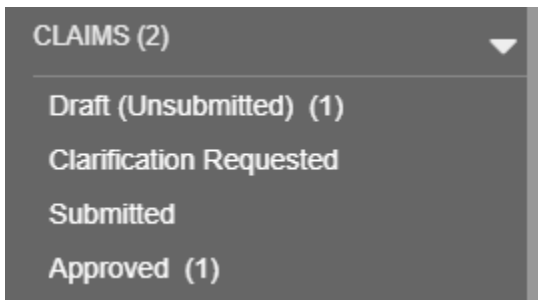 CLAIMS (2)
Draft (Unsubmitted) (1)
Clarification Requested
Submitted
Approved (1)